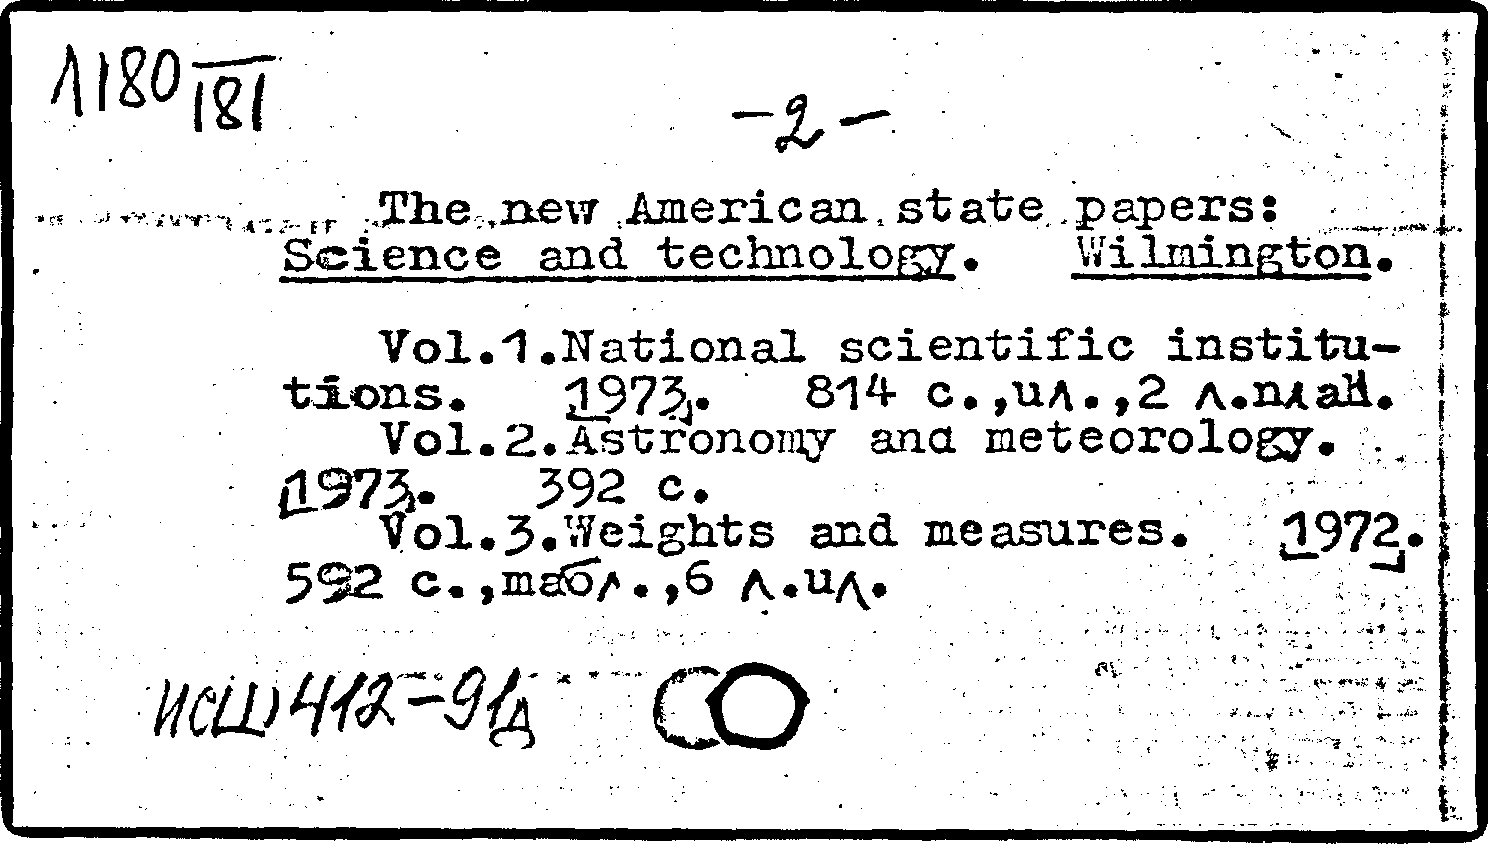 1180
181
-2-
The new American state papers:
Science and technology. Wilmington.
Vol.1.National scientific institu-
tions. 1973. 814 с.,ил.,2 л.план.
Vol.2.Astronomy and meteorology.
1973. 392 с.
Vol.3.Weights and measures. 1972.
592 с.,табл.,6 л.ил.
412-91д